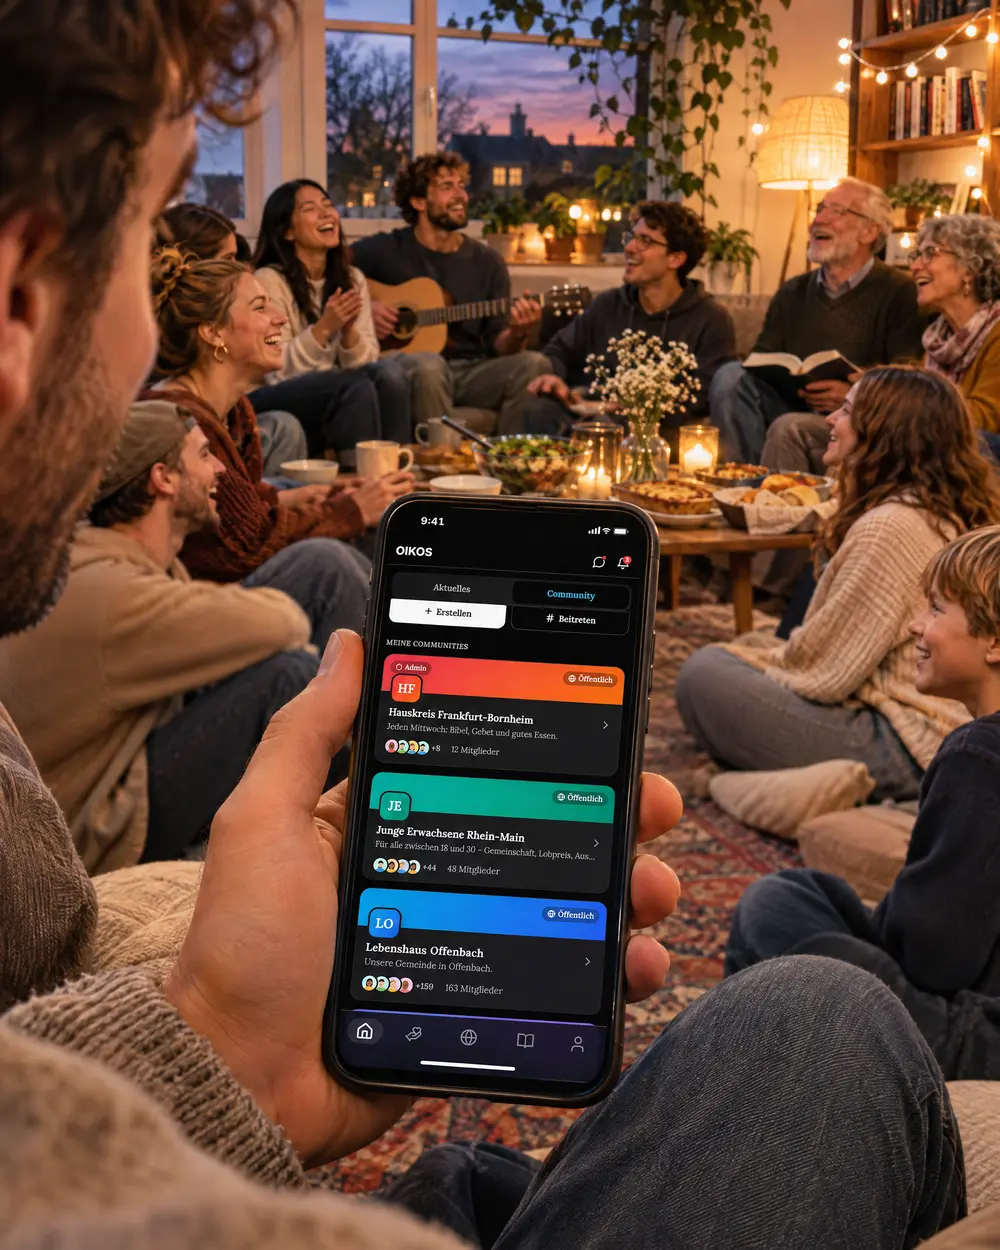 9:41
OIKOS
3
Aktuelles
Community
+ Erstellen
# Beitreten
MEINE COMMUNITIES
Admin
Öffentlich
HF
Hauskreis Frankfurt-Bornheim
Jeden Mittwoch: Bibel, Gebet und gutes Essen.
+8 12 Mitglieder
Öffentlich
JE
Junge Erwachsene Rhein-Main
Für alle zwischen 18 und 30 – Gemeinschaft, Lobpreis, Aus...
+44 48 Mitglieder
Öffentlich
LO
Lebenshaus Offenbach
Unsere Gemeinde in Offenbach.
+159 163 Mitglieder